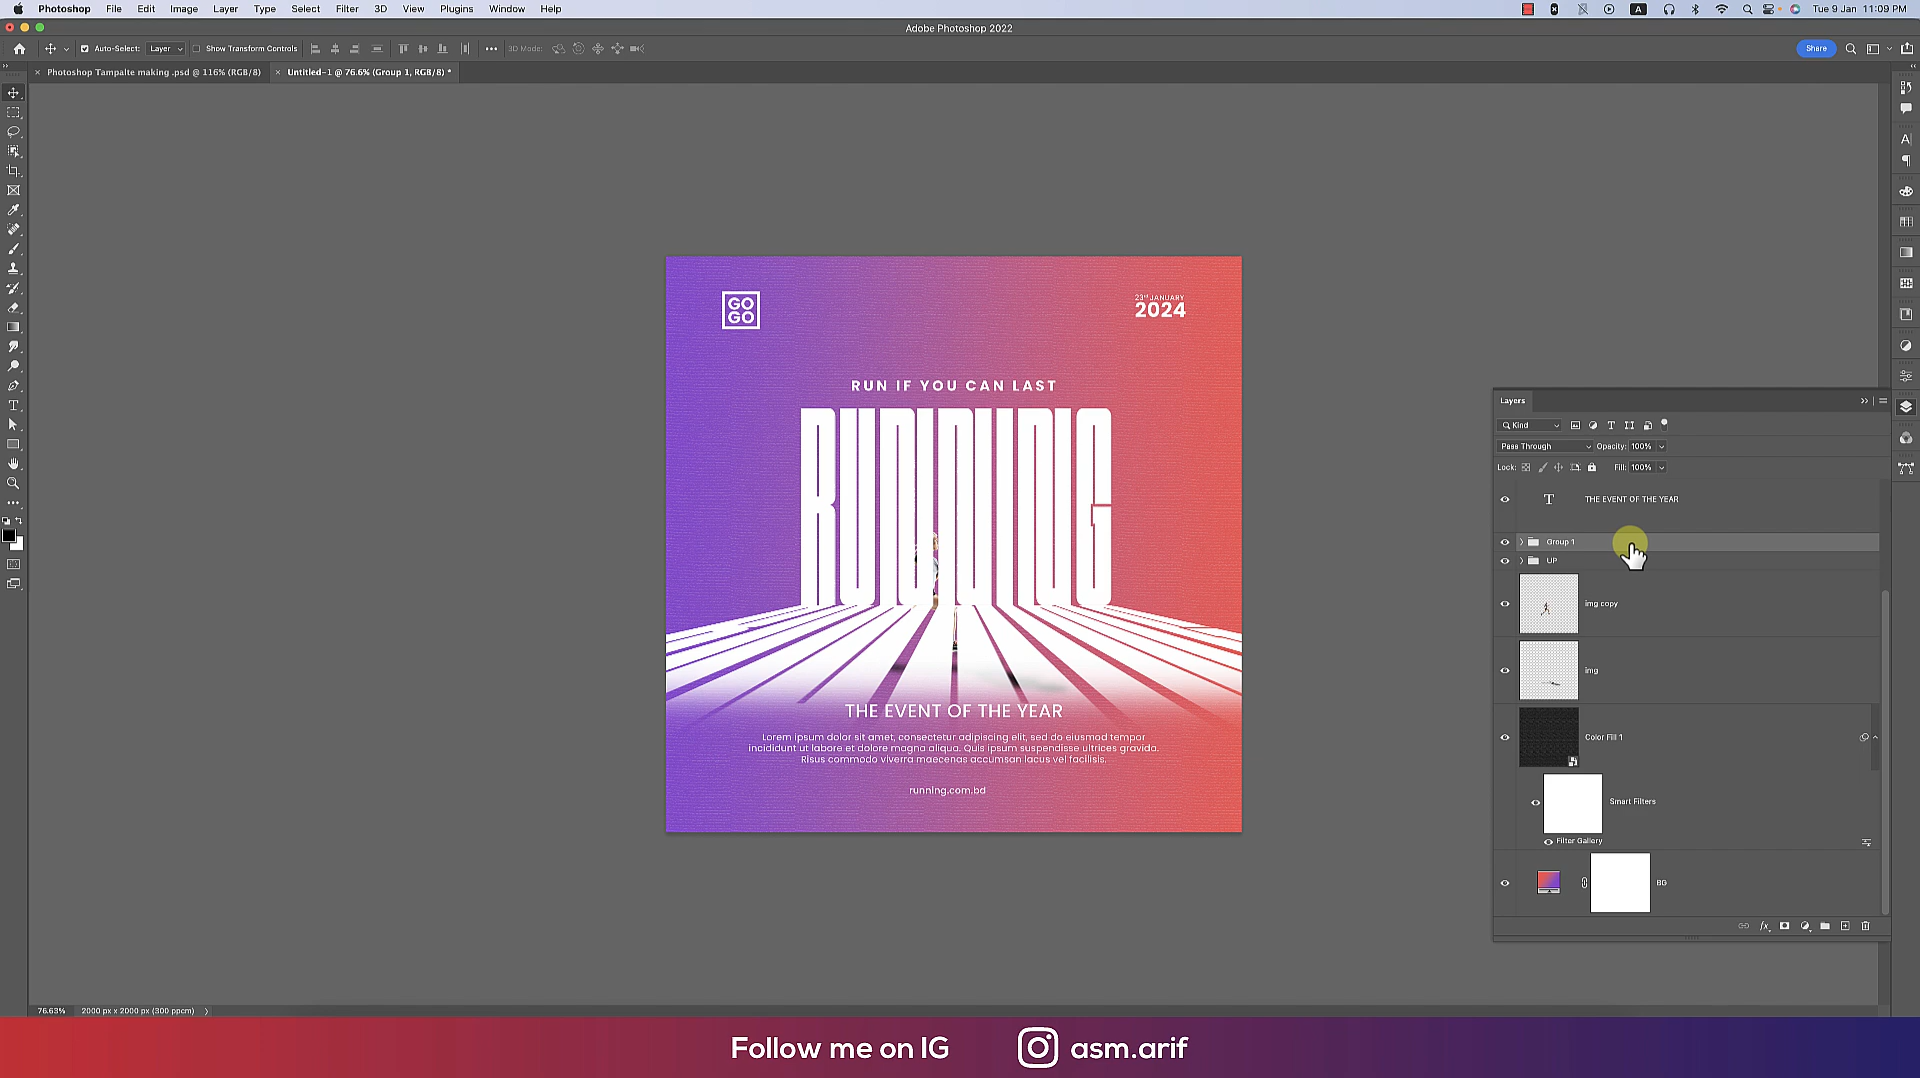 Photoshop File Edit Image Layer Type Select Filter 3D View Plugins Window Help
A Tue 9 Jan 11:09 PM
Adobe Photoshop 2022
Auto-Select: Layer Show Transform Controls 3D Mode: Share
Photoshop Tampalte making .psd @ 116% (RGB/8) Untitled-1 @ 76.6% (Group 1, RGB/8) *
GO
GO
23rd JANUARY
2024
RUN IF YOU CAN LAST
RUNNING
THE EVENT OF THE YEAR
Lorem ipsum dolor sit amet, consectetur adipiscing elit, sed do eiusmod tempor
incididunt ut labore et dolore magna aliqua. Quis ipsum suspendisse ultrices gravida.
Risus commodo viverra maecenas accumsan lacus vel facilisis.
running.com.bd
Layers
Kind
Pass Through Opacity: 100%
Lock: Fill: 100%
T THE EVENT OF THE YEAR
Group 1
UP
img copy
img
Color Fill 1
Smart Filters
Filter Gallery
BG
fx
76.63% 2000 px x 2000 px (300 ppcm)
Follow me on IG asm.arif